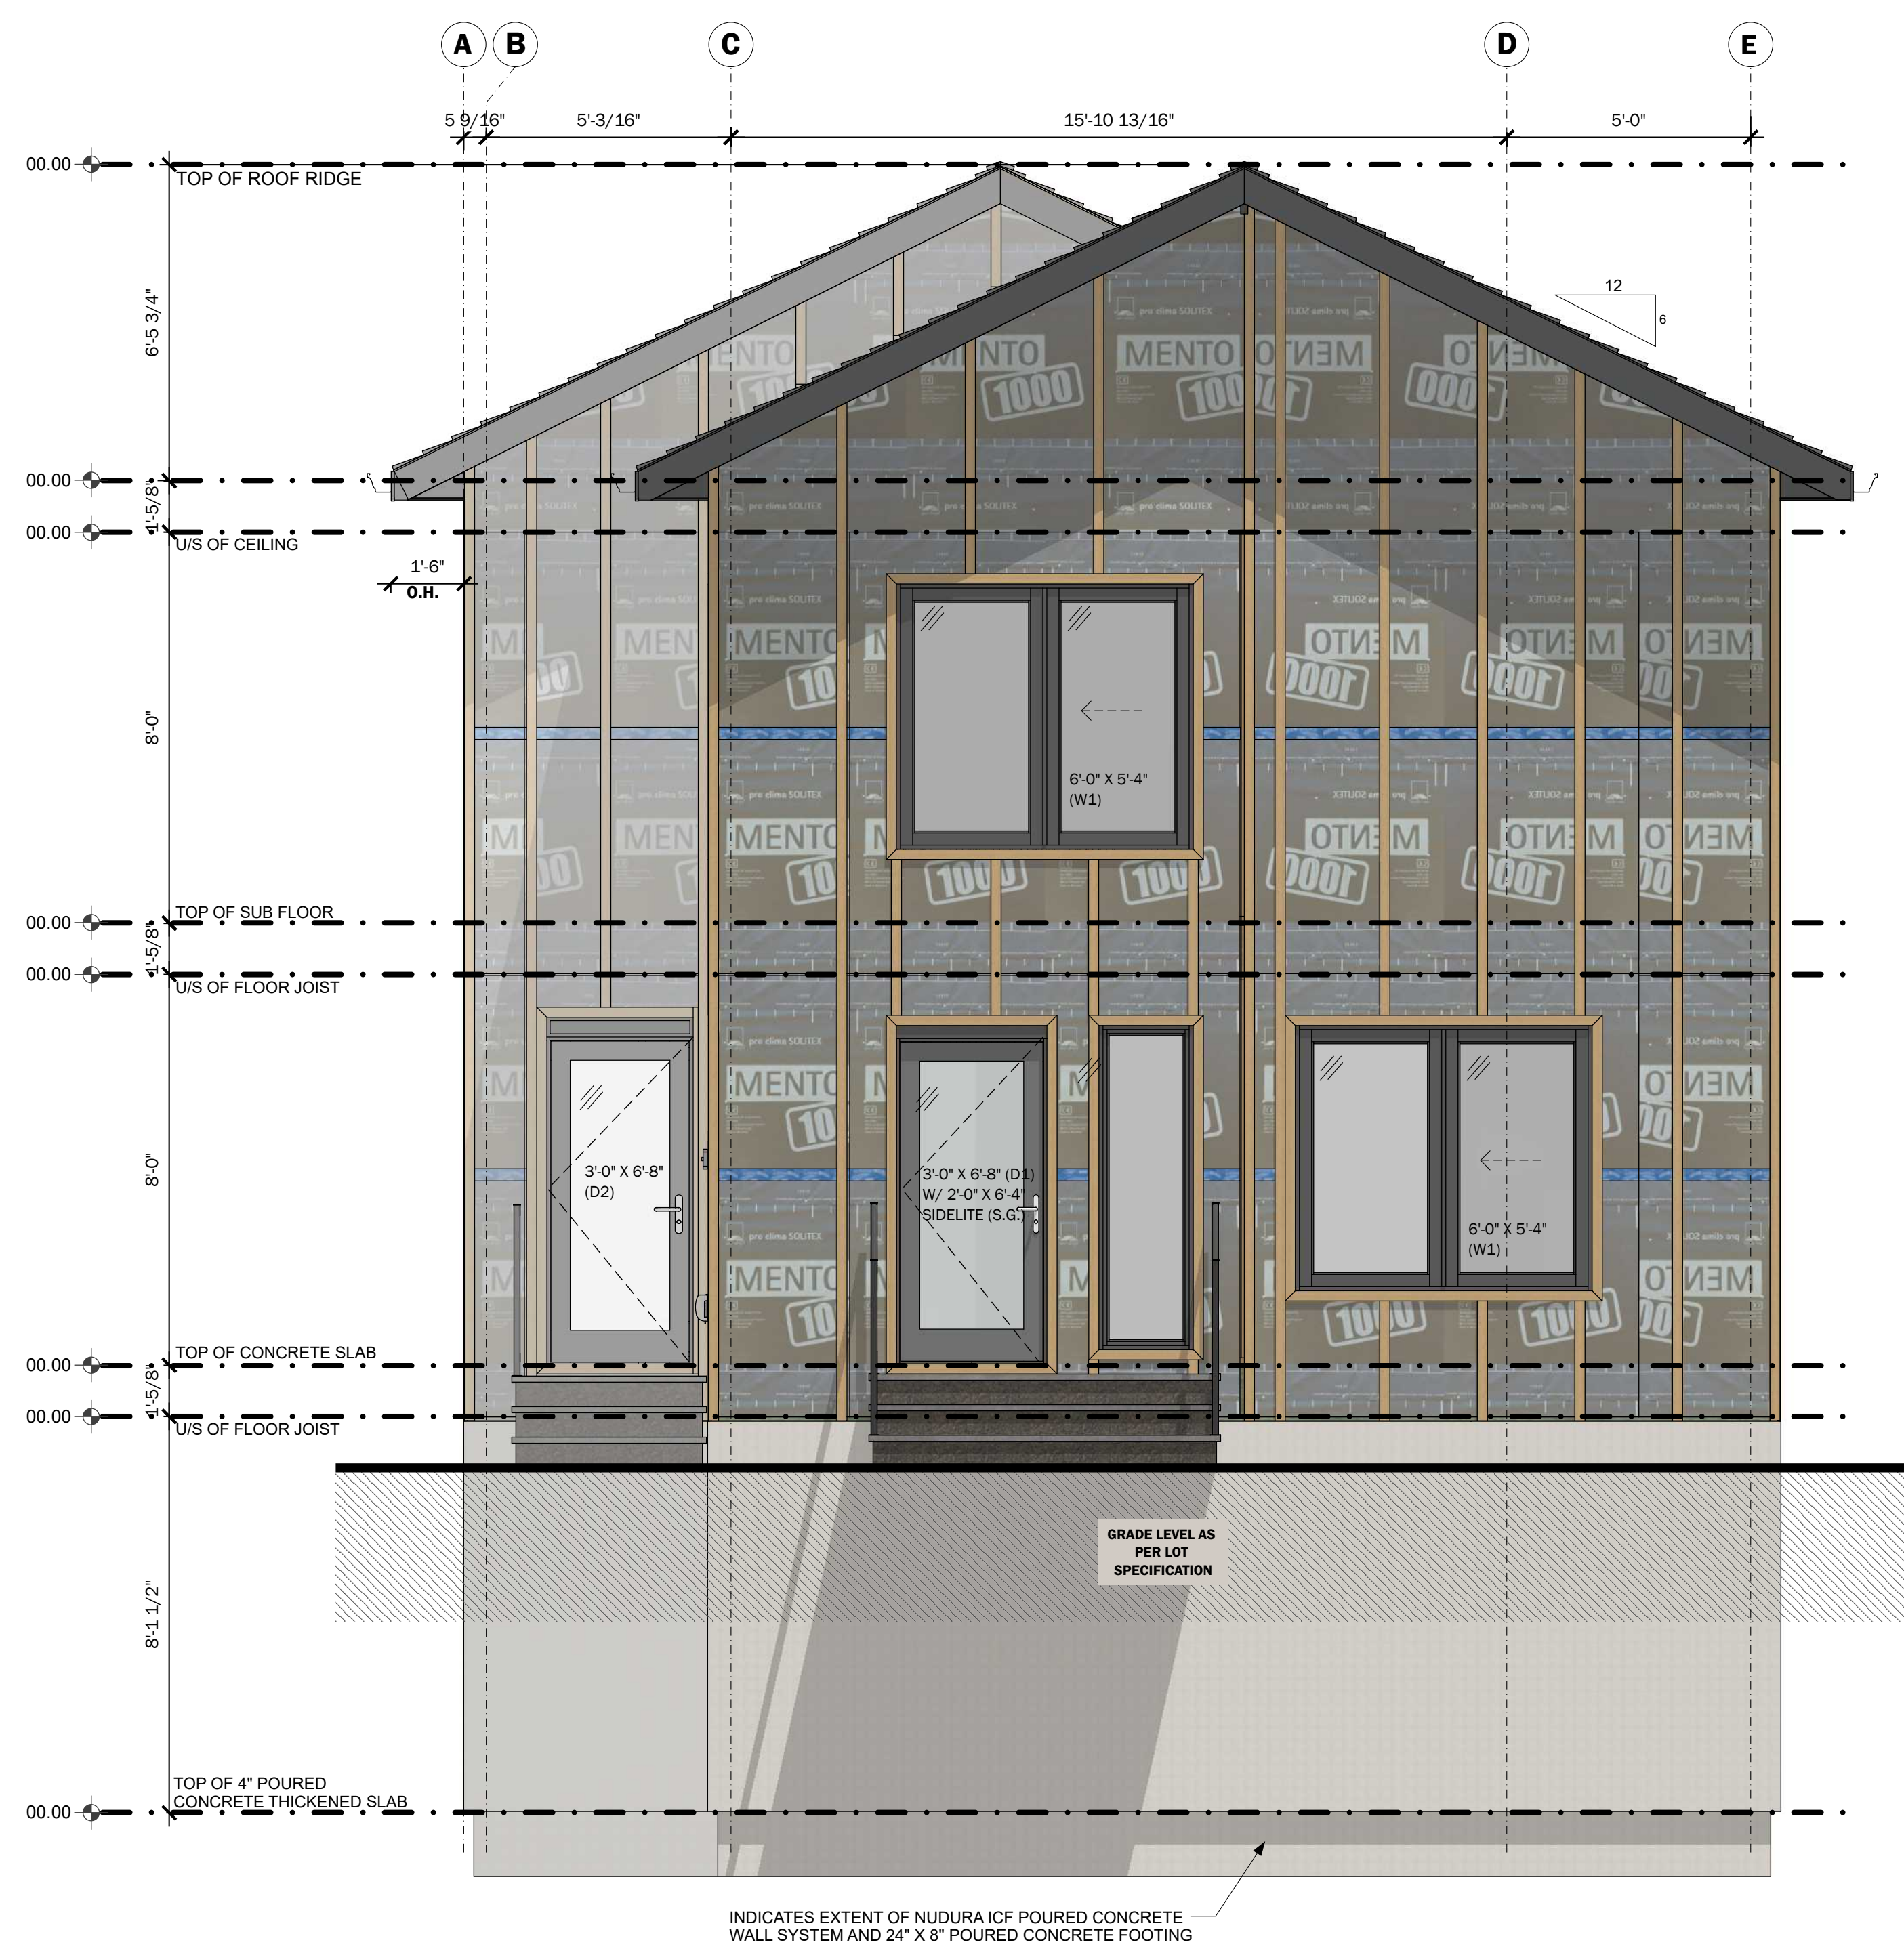 A B C D E
5 9/16" 5'-3/16" 15'-10 13/16" 5'-0"
00.00
TOP OF ROOF RIDGE
12
6
6'-5 3/4"
MENTO
1000
pro clima SOLITEX
00.00
1'-5/8"
00.00
U/S OF CEILING
1'-6"
O.H.
8'-0"
6'-0" X 5'-4"
(W1)
00.00
TOP OF SUB FLOOR
1'-5/8"
00.00
U/S OF FLOOR JOIST
8'-0"
3'-0" X 6'-8"
(D2)
3'-0" X 6'-8" (D1)
W/ 2'-0" X 6'-4"
SIDELITE (S.G.)
6'-0" X 5'-4"
(W1)
00.00
TOP OF CONCRETE SLAB
1'-5/8"
00.00
U/S OF FLOOR JOIST
GRADE LEVEL AS
PER LOT
SPECIFICATION
8'-1 1/2"
TOP OF 4" POURED
CONCRETE THICKENED SLAB
00.00
INDICATES EXTENT OF NUDURA ICF POURED CONCRETE
WALL SYSTEM AND 24" X 8" POURED CONCRETE FOOTING